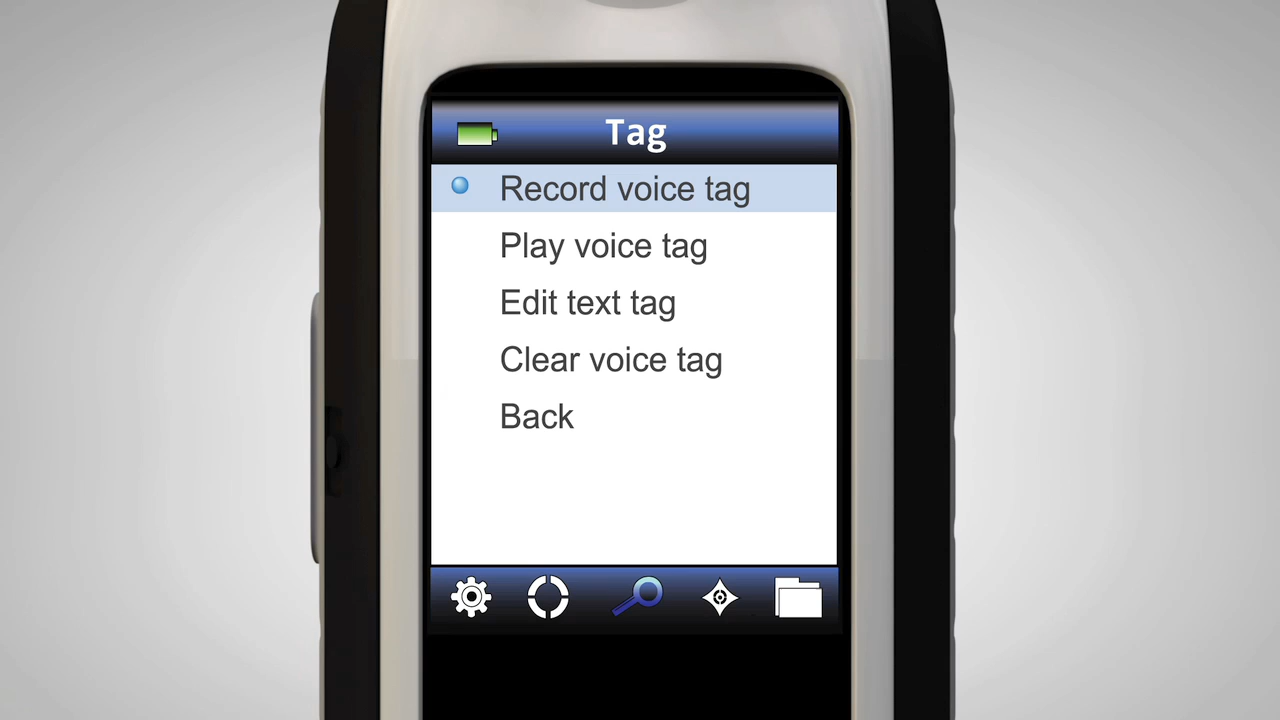 Tag
Record voice tag
Play voice tag
Edit text tag
Clear voice tag
Back